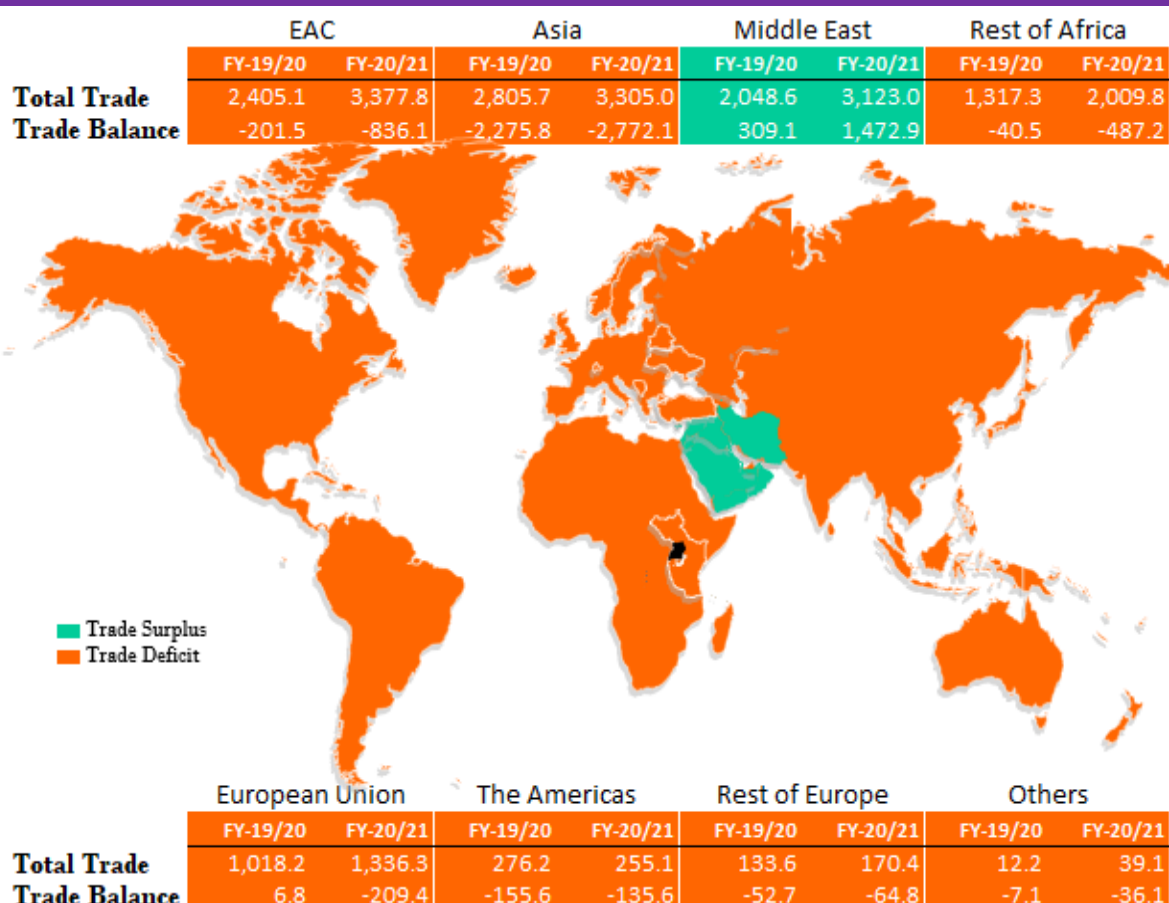 EAC Asia Middle East Rest of Africa
FY-19/20 FY-20/21 FY-19/20 FY-20/21 FY-19/20 FY-20/21 FY-19/20 FY-20/21
Total Trade 2,405.1 3,377.8 2,805.7 3,305.0 2,048.6 3,123.0 1,317.3 2,009.8
Trade Balance -201.5 -836.1 -2,275.8 -2,772.1 309.1 1,472.9 -40.5 -487.2
Trade Surplus
Trade Deficit
European Union The Americas Rest of Europe Others
FY-19/20 FY-20/21 FY-19/20 FY-20/21 FY-19/20 FY-20/21 FY-19/20 FY-20/21
Total Trade 1,018.2 1,336.3 276.2 255.1 133.6 170.4 12.2 39.1
Trade Balance 6.8 -209.4 -155.6 -135.6 -52.7 -64.8 -7.1 -36.1